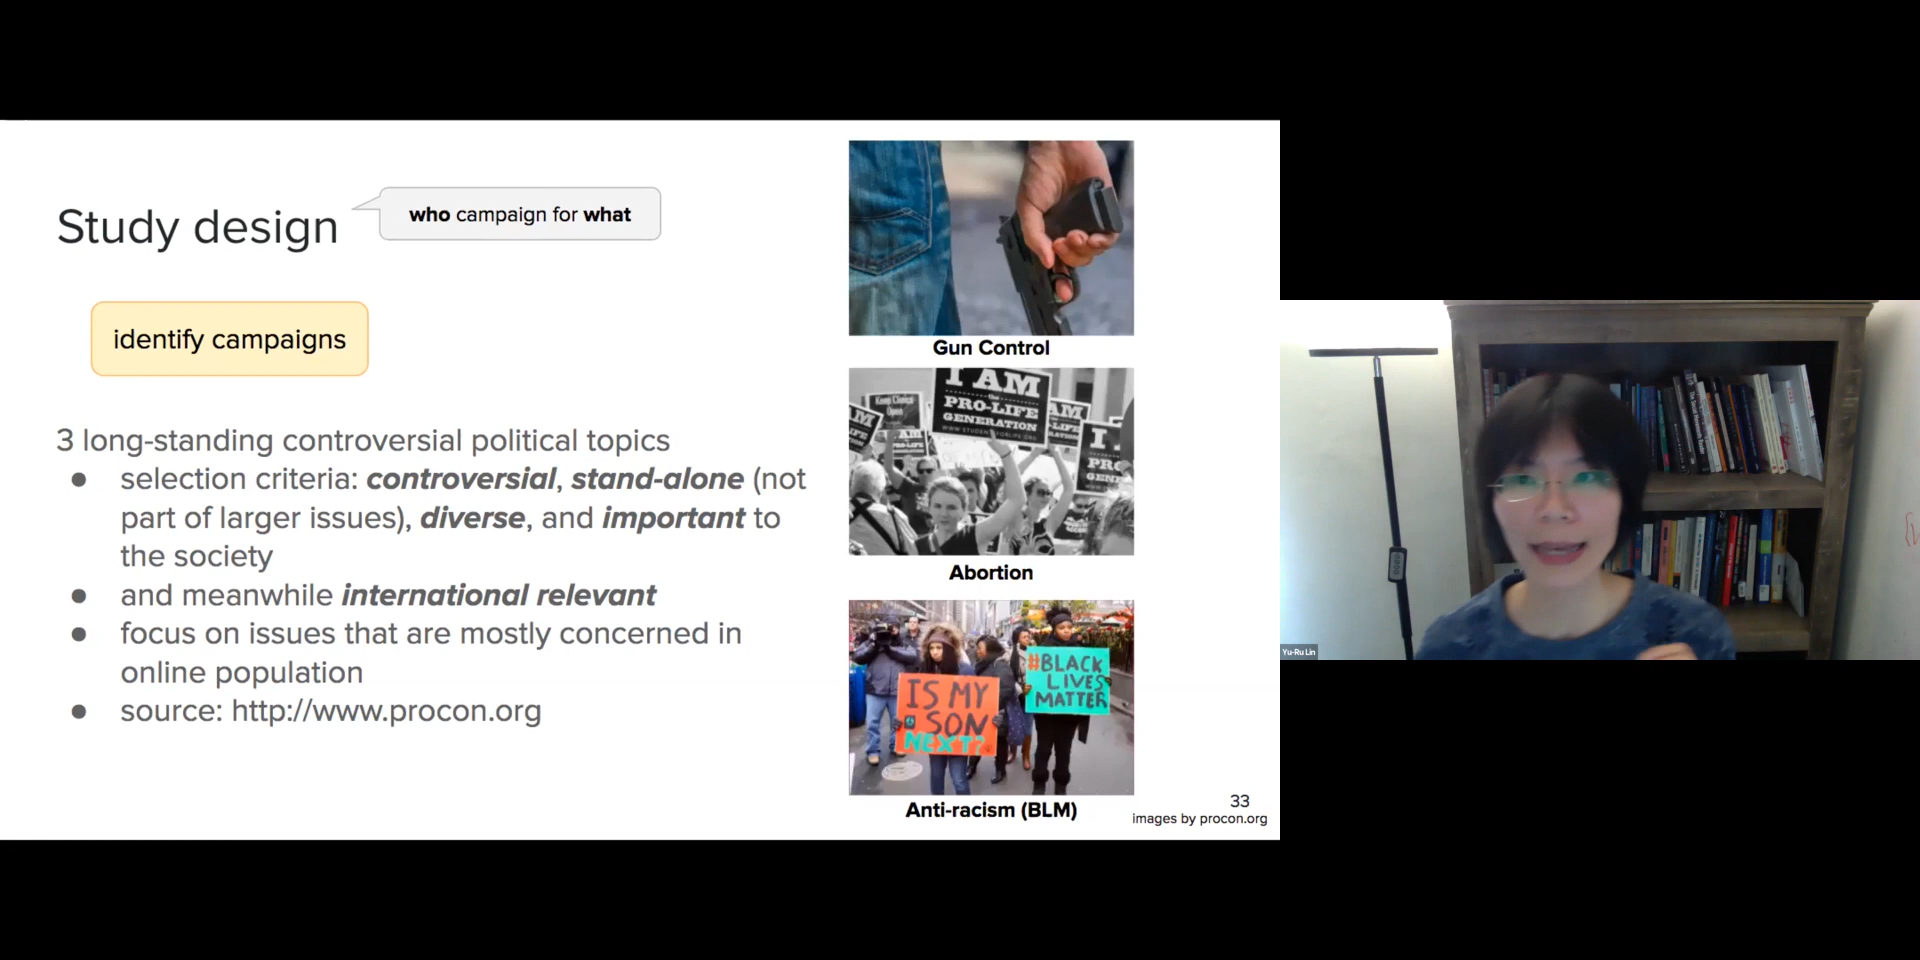 Study design
who campaign for what
identify campaigns
3 long-standing controversial political topics
● selection criteria: controversial, stand-alone (not
part of larger issues), diverse, and important to
the society
● and meanwhile international relevant
● focus on issues that are mostly concerned in
online population
● source: http://www.procon.org
Gun Control
I AM
PRO-LIFE
GENERATION
Abortion
IS MY
SON
NEXT?
#BLACK
LIVES
MATTER
Anti-racism (BLM)
33
images by procon.org
Yu-Ru Lin